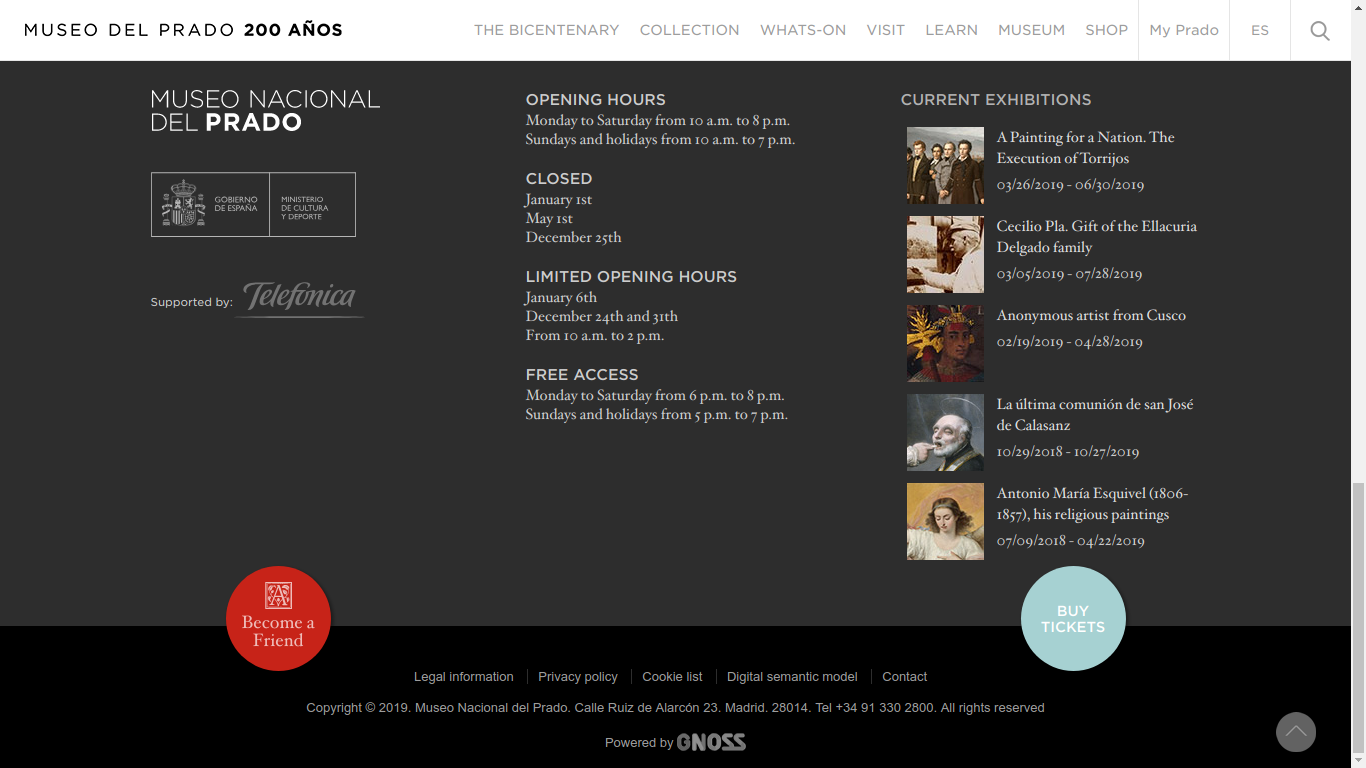 MUSEO DEL PRADO 200 AÑOS
THE BICENTENARY
COLLECTION
WHATS-ON
VISIT
LEARN
MUSEUM
SHOP
My Prado
ES
MUSEO NACIONAL
DEL PRADO
GOBIERNO
DE ESPAÑA
MINISTERIO
DE CULTURA
Y DEPORTE
Supported by: Telefónica
OPENING HOURS
Monday to Saturday from 10 a.m. to 8 p.m.
Sundays and holidays from 10 a.m. to 7 p.m.
CLOSED
January 1st
May 1st
December 25th
LIMITED OPENING HOURS
January 6th
December 24th and 31th
From 10 a.m. to 2 p.m.
FREE ACCESS
Monday to Saturday from 6 p.m. to 8 p.m.
Sundays and holidays from 5 p.m. to 7 p.m.
CURRENT EXHIBITIONS
A Painting for a Nation. The
Execution of Torrijos
03/26/2019 - 06/30/2019
Cecilio Pla. Gift of the Ellacuria
Delgado family
03/05/2019 - 07/28/2019
Anonymous artist from Cusco
02/19/2019 - 04/28/2019
La última comunión de san José
de Calasanz
10/29/2018 - 10/27/2019
Antonio María Esquivel (1806-
1857), his religious paintings
07/09/2018 - 04/22/2019
A
Become a
Friend
BUY
TICKETS
Legal information
Privacy policy
Cookie list
Digital semantic model
Contact
Copyright © 2019. Museo Nacional del Prado. Calle Ruiz de Alarcón 23. Madrid. 28014. Tel +34 91 330 2800. All rights reserved
Powered by GNOSS